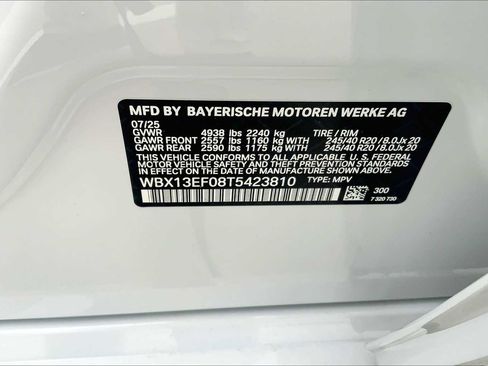 MFD BY BAYERISCHE MOTOREN WERKE AG
07/25
GVWR 4938 lbs 2240 kg TIRE / RIM
GAWR FRONT 2557 lbs 1160 kg WITH 245/40 R20 / 8.0Jx 20
GAWR REAR 2590 lbs 1175 kg WITH 245/40 R20 / 8.0Jx 20
THIS VEHICLE CONFORMS TO ALL APPLICABLE FEDERAL MOTOR
VEHICLE SAFETY, BUMPER, AND THEFT PREVENTION STANDARDS
IN EFFECT ON THE DATE OF MANUFACTURE SHOWN ABOVE.
WBX13EF08T5423810 TYPE: MPV
300
7 320 730